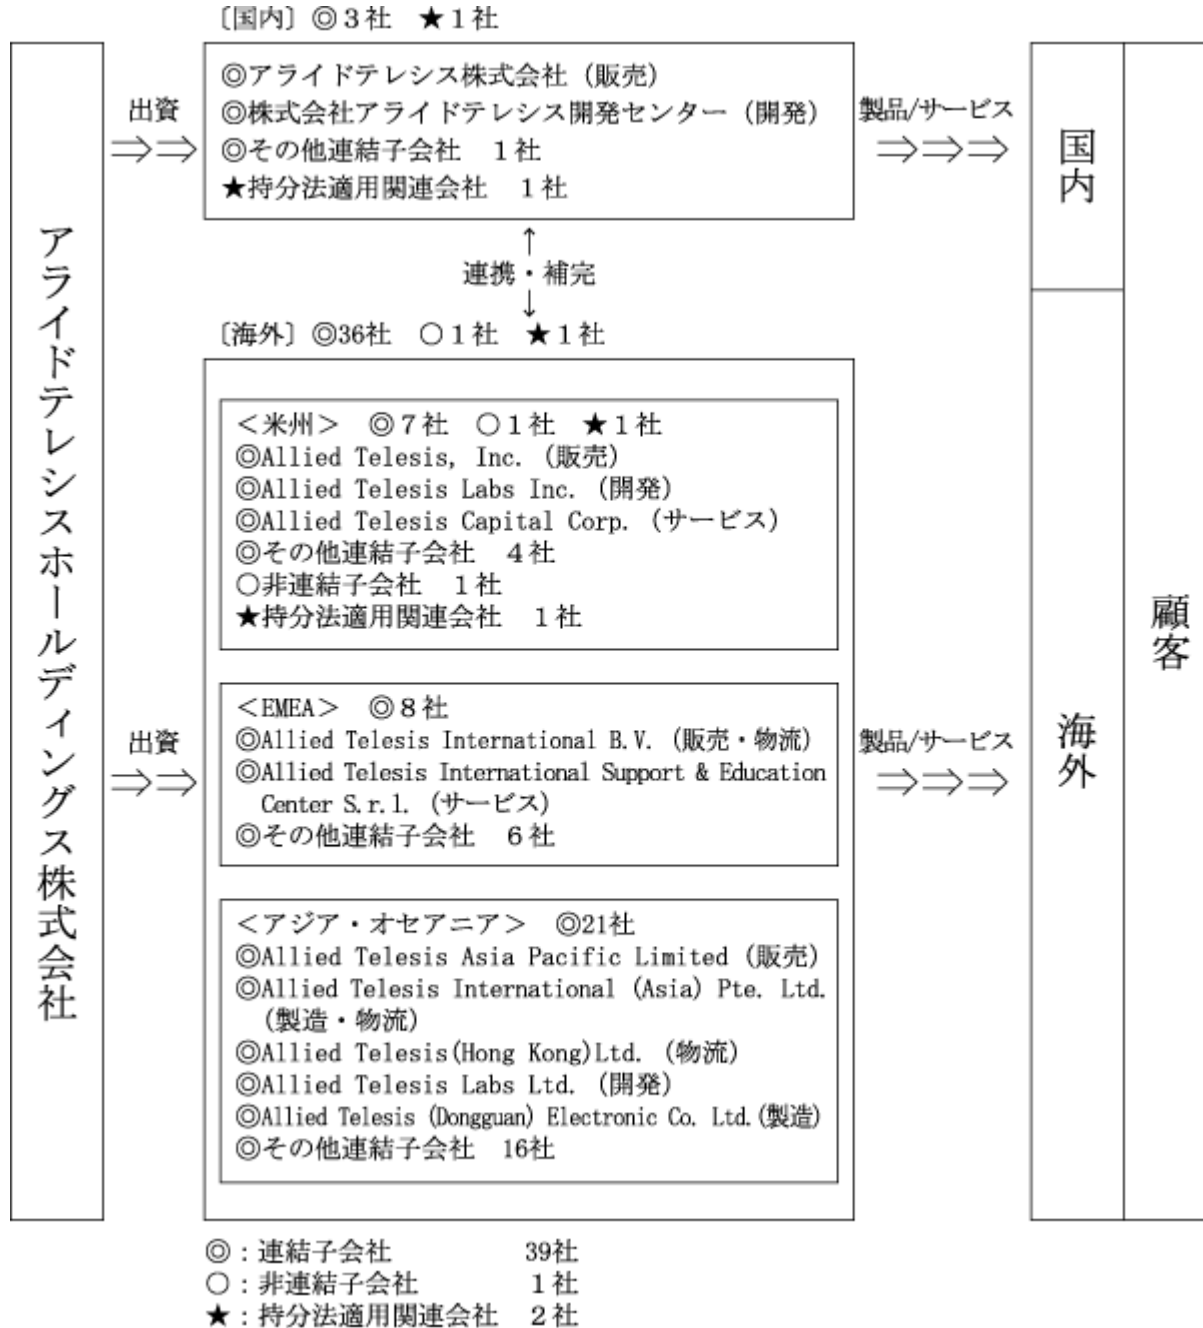 〔国内〕◎３社　★１社
アライドテレシスホールディングス株式会社
出資
⇒⇒
◎アライドテレシス株式会社（販売）
◎株式会社アライドテレシス開発センター（開発）
◎その他連結子会社　１社
★持分法適用関連会社　１社
製品/サービス
⇒⇒⇒
国内
↑
連携・補完
↓
〔海外〕◎36社　○１社　★１社
＜米州＞　◎７社　○１社　★１社
◎Allied Telesis, Inc.（販売）
◎Allied Telesis Labs Inc.（開発）
◎Allied Telesis Capital Corp.（サービス）
◎その他連結子会社　４社
○非連結子会社　１社
★持分法適用関連会社　１社
出資
⇒⇒
＜EMEA＞　◎８社
◎Allied Telesis International B.V.（販売・物流）
◎Allied Telesis International Support & Education
Center S.r.l.（サービス）
◎その他連結子会社　６社
製品/サービス
⇒⇒⇒
海外
顧客
＜アジア・オセアニア＞　◎21社
◎Allied Telesis Asia Pacific Limited（販売）
◎Allied Telesis International (Asia) Pte. Ltd.
（製造・物流）
◎Allied Telesis(Hong Kong)Ltd.（物流）
◎Allied Telesis Labs Ltd.（開発）
◎Allied Telesis (Dongguan) Electronic Co. Ltd.(製造)
◎その他連結子会社　16社
◎：連結子会社　39社
○：非連結子会社　１社
★：持分法適用関連会社　２社